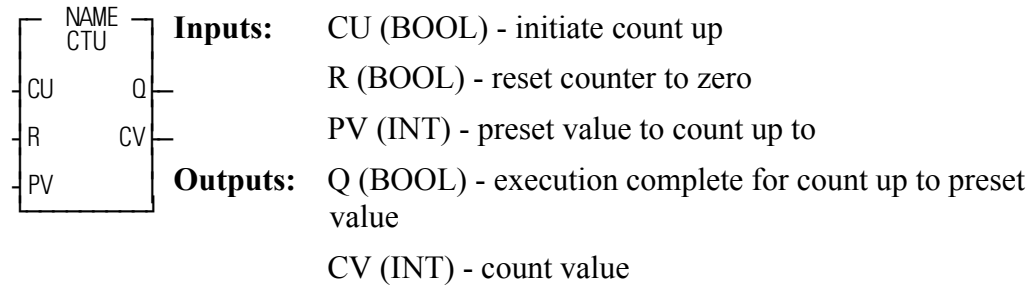 NAME
CTU
CU Q
R CV
PV
Inputs: CU (BOOL) - initiate count up
R (BOOL) - reset counter to zero
PV (INT) - preset value to count up to
Outputs: Q (BOOL) - execution complete for count up to preset
value
CV (INT) - count value